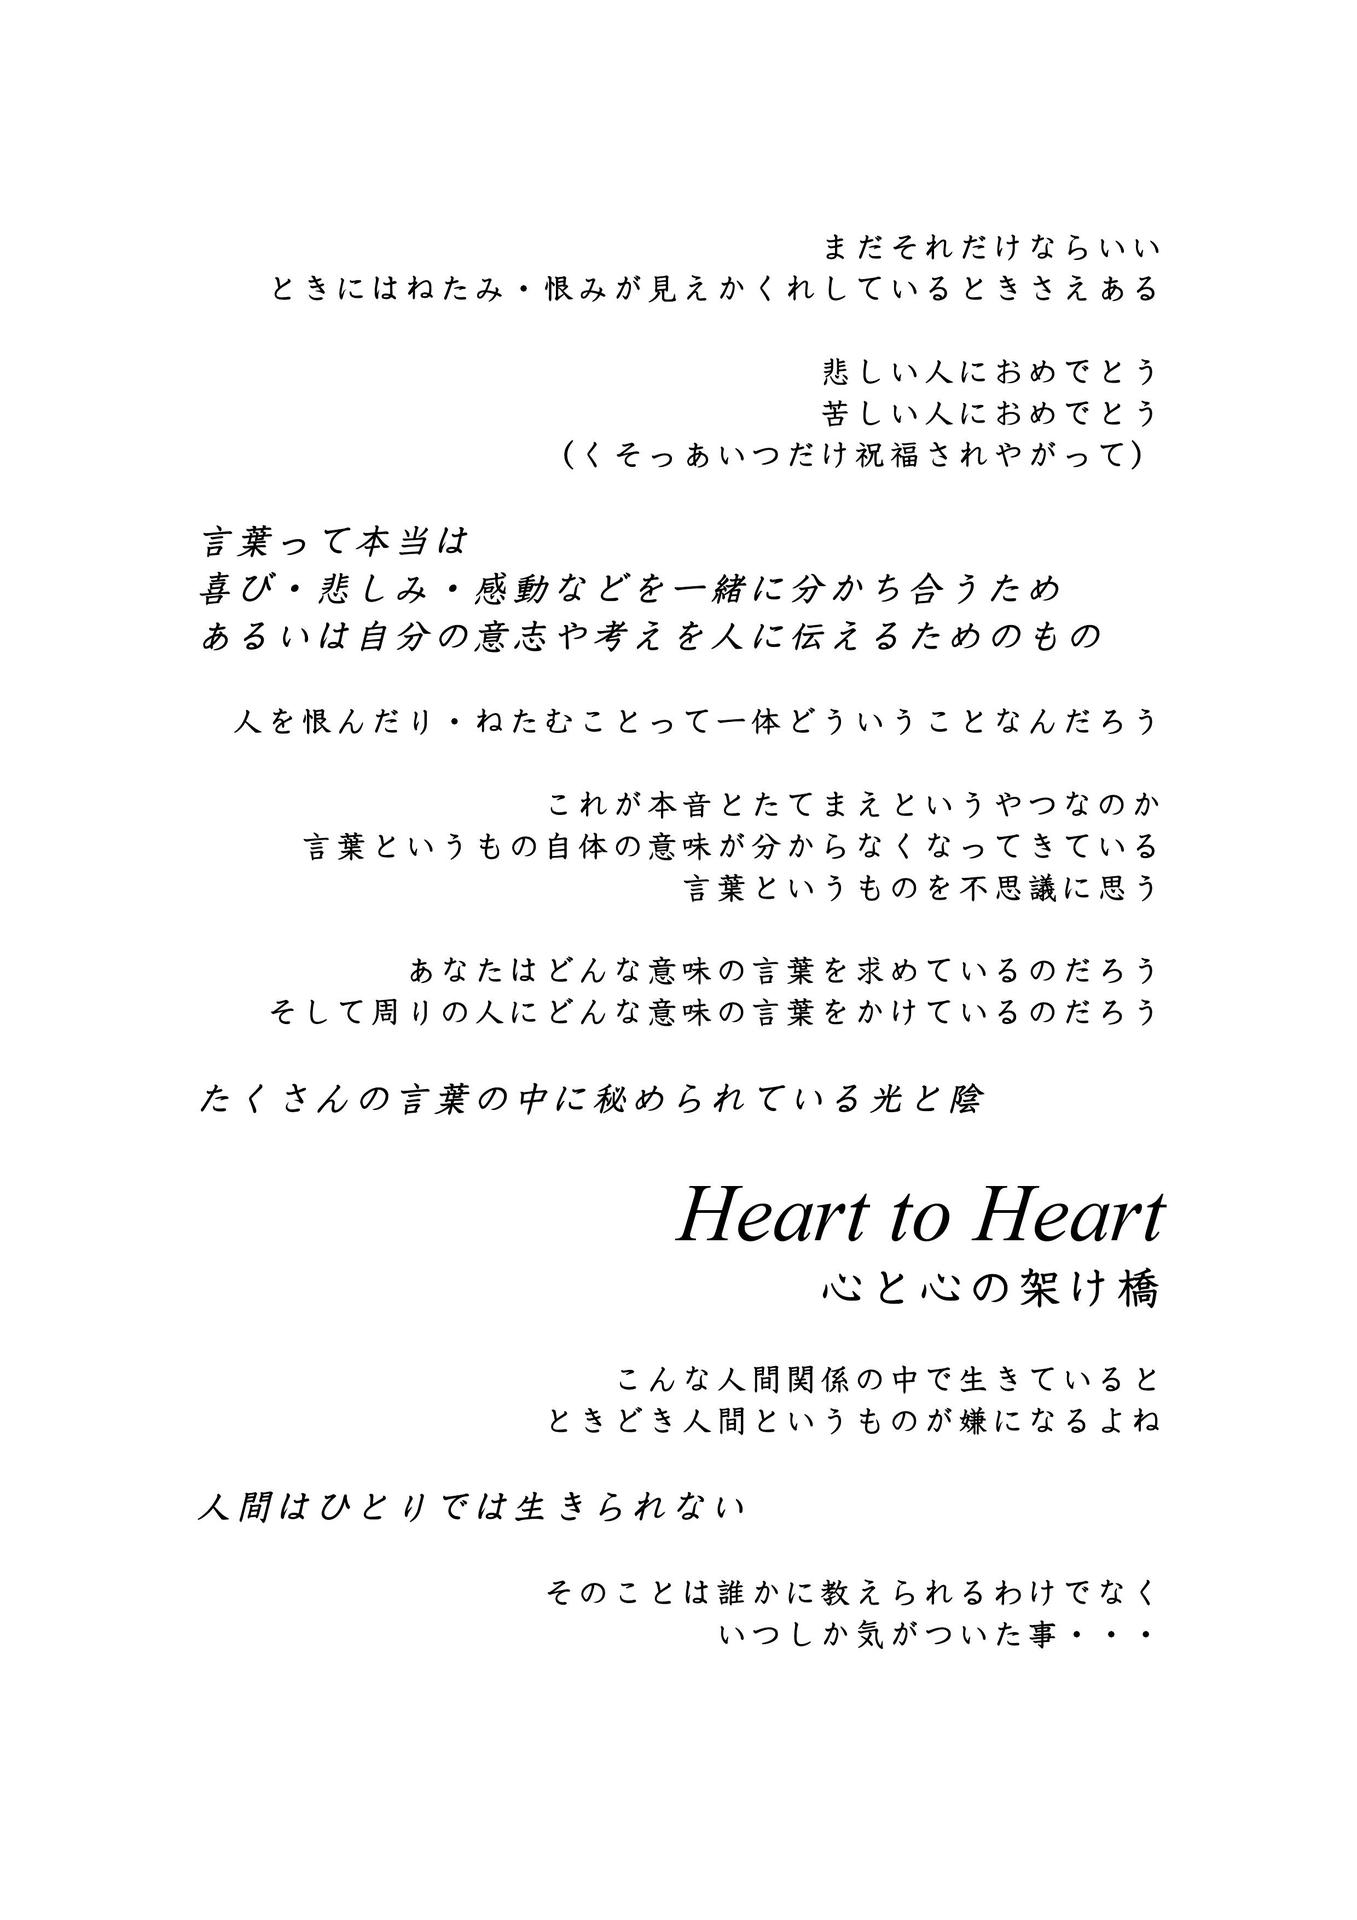 まだそれだけならいい
ときにはねたみ・恨みが見えかくれしているときさえある
悲しい人におめでとう
苦しい人におめでとう
(くそっあいつだけ祝福されやがって)
言葉って本当は
喜び・悲しみ・感動などを一緒に分かち合うため
あるいは自分の意志や考えを人に伝えるためのもの
人を恨んだり・ねたむことって一体どういうことなんだろう
これが本音とたてまえというやつなのか
言葉というもの自体の意味が分からなくなってきている
言葉というものを不思議に思う
あなたはどんな意味の言葉を求めているのだろう
そして周りの人にどんな意味の言葉をかけているのだろう
たくさんの言葉の中に秘められている光と陰
Heart to Heart
心と心の架け橋
こんな人間関係の中で生きていると
ときどき人間というものが嫌になるよね
人間はひとりでは生きられない
そのことは誰かに教えられるわけでなく
いつしか気がついた事・・・